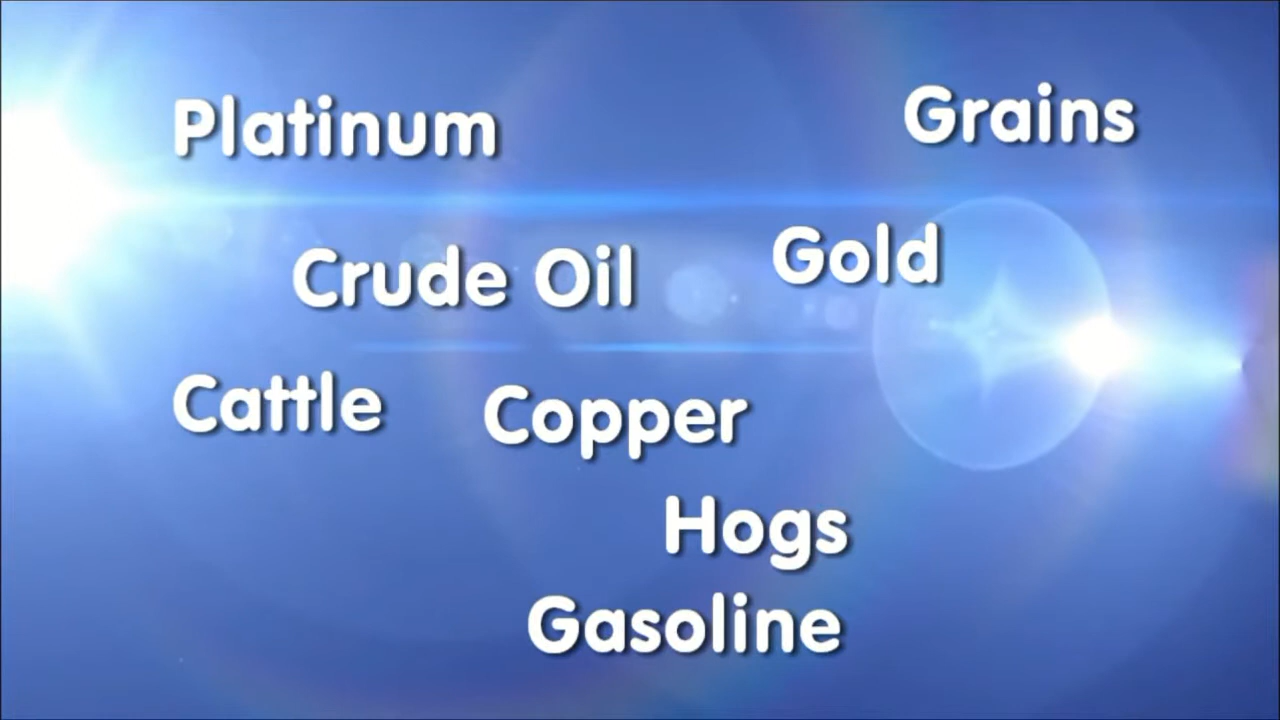 Platinum
Grains
Crude Oil
Gold
Cattle
Copper
Hogs
Gasoline